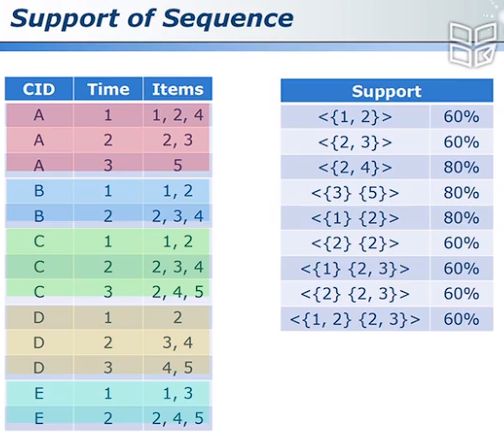 Support of Sequence
CID Time Items
A 1 1, 2, 4
A 2 2, 3
A 3 5
B 1 1, 2
B 2 2, 3, 4
C 1 1, 2
C 2 2, 3, 4
C 3 2, 4, 5
D 1 2
D 2 3, 4
D 3 4, 5
E 1 1, 3
E 2 2, 4, 5
Support
<{1, 2}> 60%
<{2, 3}> 60%
<{2, 4}> 80%
<{3} {5}> 80%
<{1} {2}> 80%
<{2} {2}> 60%
<{1} {2, 3}> 60%
<{2} {2, 3}> 60%
<{1, 2} {2, 3}> 60%